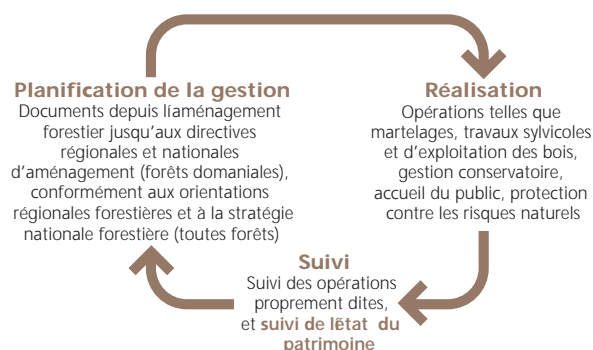 Planification de la gestion
Documents depuis líaménagement
forestier jusqu'aux directives
régionales et nationales
d'aménagement (forêts domaniales),
conformément aux orientations
régionales forestières et à la stratégie
nationale forestière (toutes forêts)
Réalisation
Opérations telles que
martelages, travaux sylvicoles
et d'exploitation des bois,
gestion conservatoire,
accueil du public, protection
contre les risques naturels
Suivi
Suivi des opérations
proprement dites,
et suivi de lëtat du
patrimoine